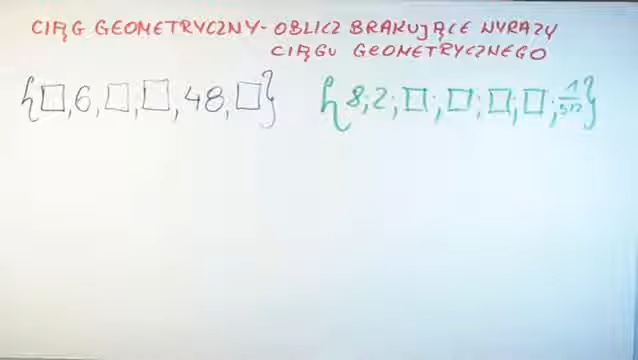 CIĄG GEOMETRYCZNY - OBLICZ BRAKUJĄCE WYRAZY
CIĄGU GEOMETRYCZNEGO
{□, 6, □, □, 48, □} {8; 2; □; □; □; □; 1/512}